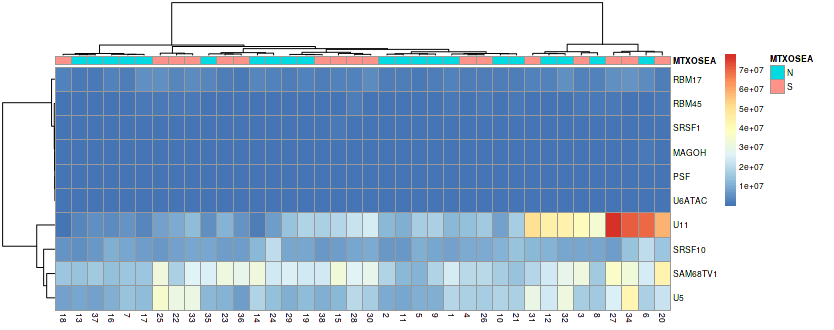 MTXOSEA
MTXOSEA
N
S
7e+07
6e+07
5e+07
4e+07
3e+07
2e+07
1e+07
RBM17
RBM45
SRSF1
MAGOH
PSF
U6ATAC
U11
SRSF10
SAM68TV1
U5
18 13 37 16 7 17 25 22 33 35 23 36 14 24 29 19 38 15 28 30 2 11 5 9 1 4 26 10 21 31 12 32 3 8 27 34 6 20